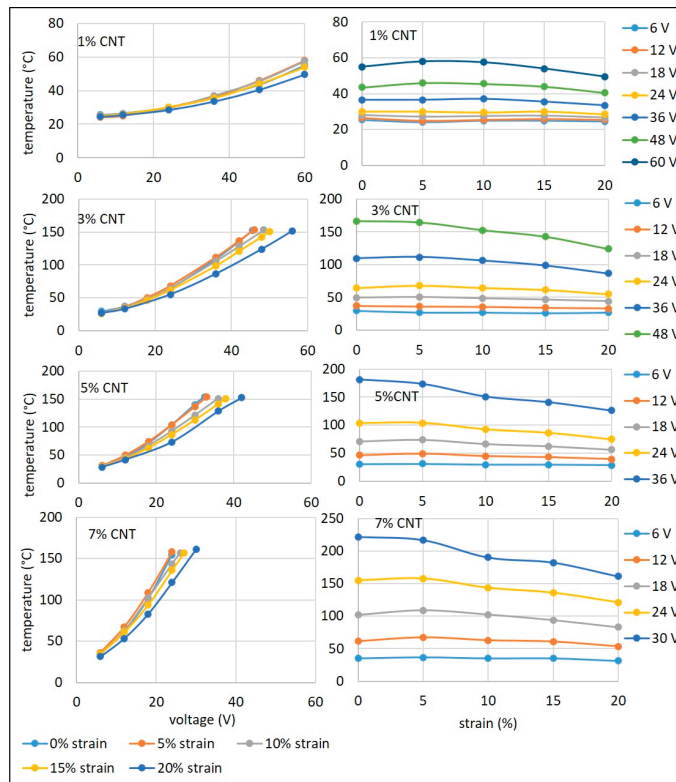 1% CNT
temperature (°C)
80
60
40
20
0
0 20 40 60
1% CNT
80
60
40
20
0
0 5 10 15 20
6 V
12 V
18 V
24 V
36 V
48 V
60 V
3% CNT
temperature (°C)
200
150
100
50
0
0 20 40 60
3% CNT
200
150
100
50
0
0 5 10 15 20
6 V
12 V
18 V
24 V
36 V
48 V
5% CNT
temperature (°C)
200
150
100
50
0
0 20 40 60
5%CNT
200
150
100
50
0
0 5 10 15 20
6 V
12 V
18 V
24 V
36 V
7% CNT
temperature (°C)
200
150
100
50
0
0 20 40 60
voltage (V)
7% CNT
250
200
150
100
50
0
0 5 10 15 20
strain (%)
6 V
12 V
18 V
24 V
30 V
0% strain 5% strain 10% strain
15% strain 20% strain